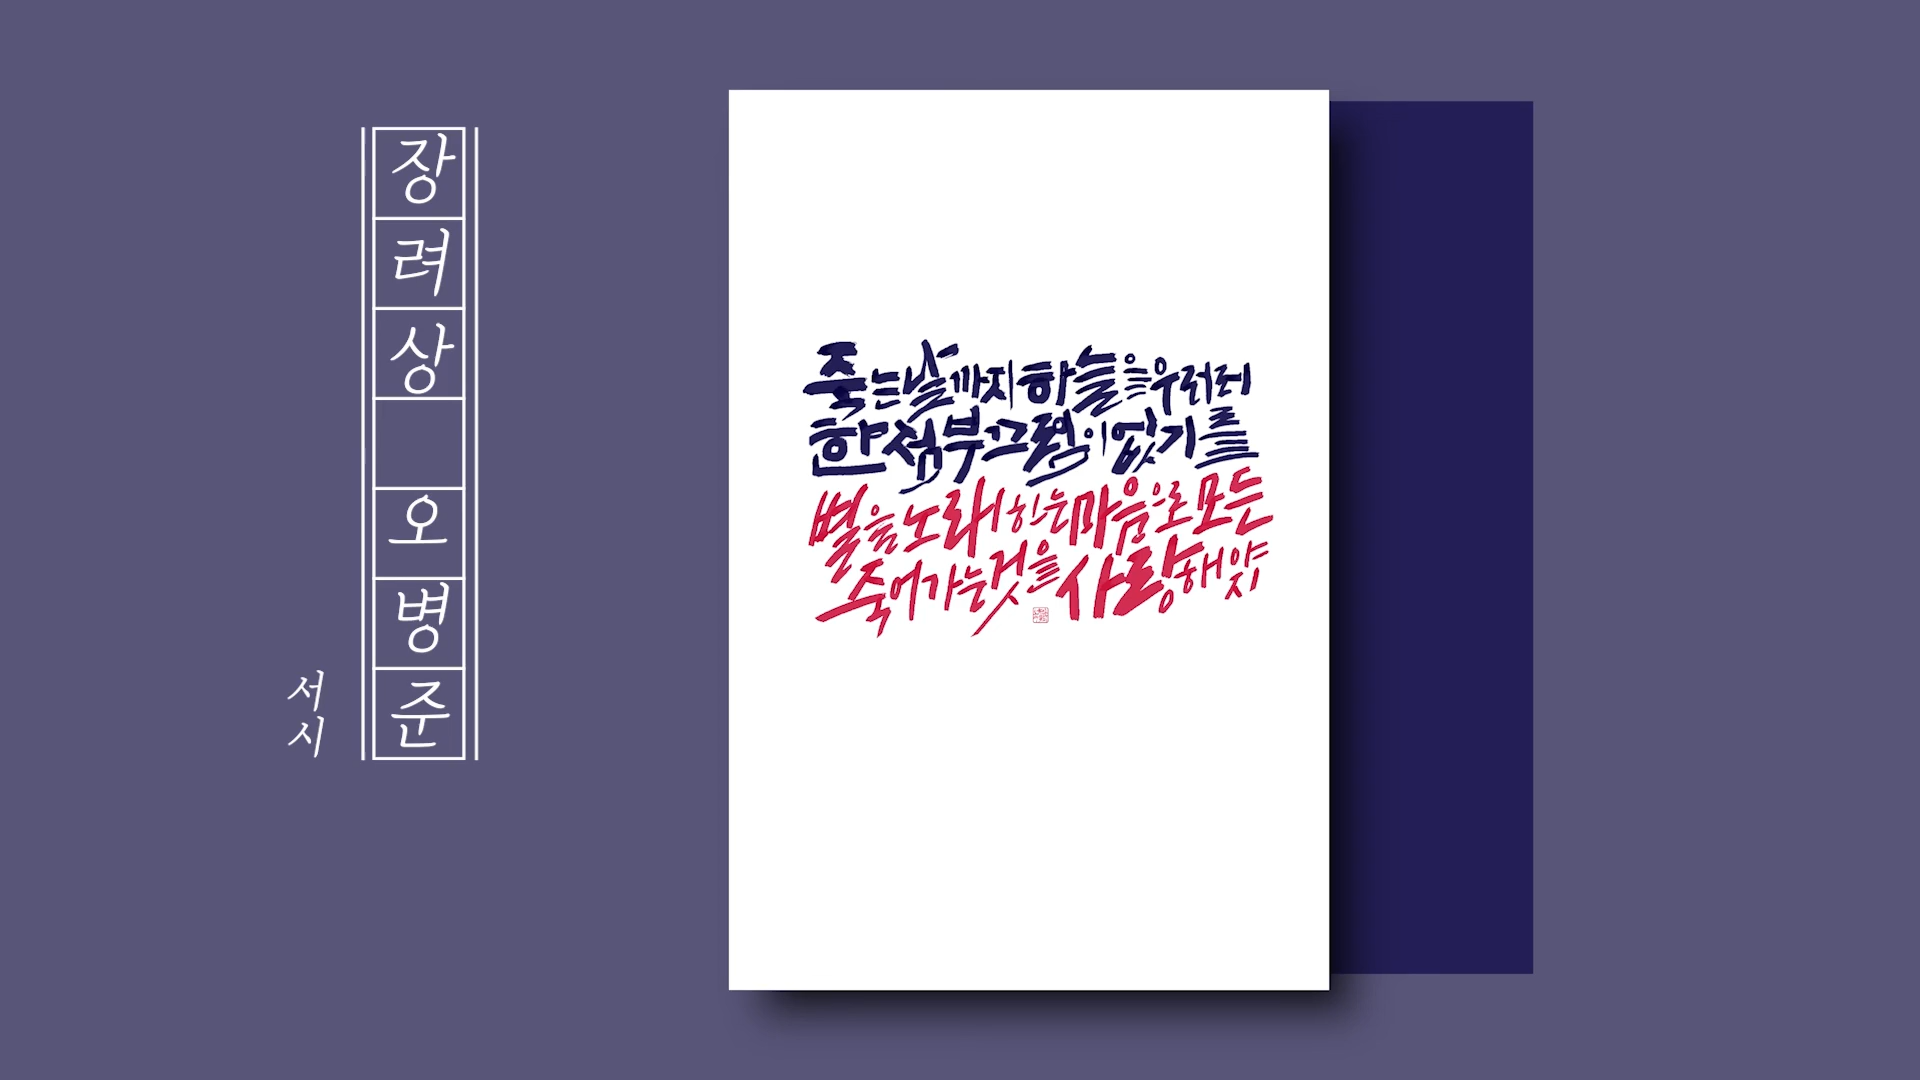 장려상 오병준
서시
죽는날까지하늘을우러러
한점부끄럼이없기를
별을노래하는마음으로모든
죽어가는것을사랑해야지